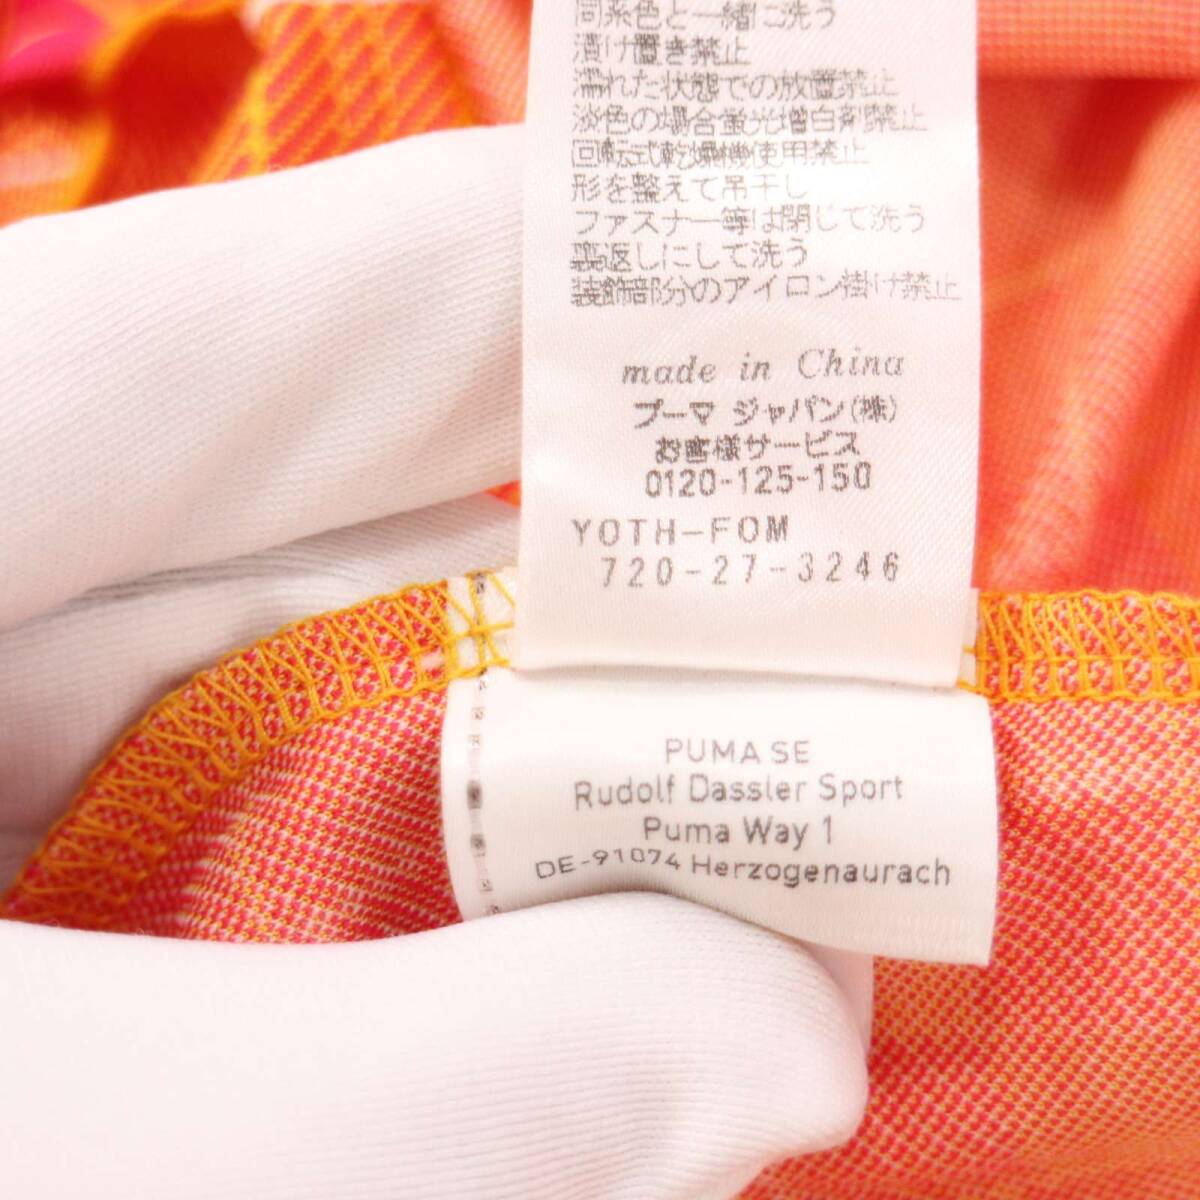 同系色と一緒に洗う
漬け置き禁止
濡れた状態での放置禁止
淡色の場合蛍光増白剤禁止
回転式乾燥機使用禁止
形を整えて吊干し
ファスナー等は閉じて洗う
裏返しにして洗う
装飾部分のアイロン掛け禁止
made in China
プーマ ジャパン(株)
お客様サービス
0120-125-150
YOTH-FOM
720-27-3246
PUMA SE
Rudolf Dassler Sport
Puma Way 1
DE-91074 Herzogenaurach